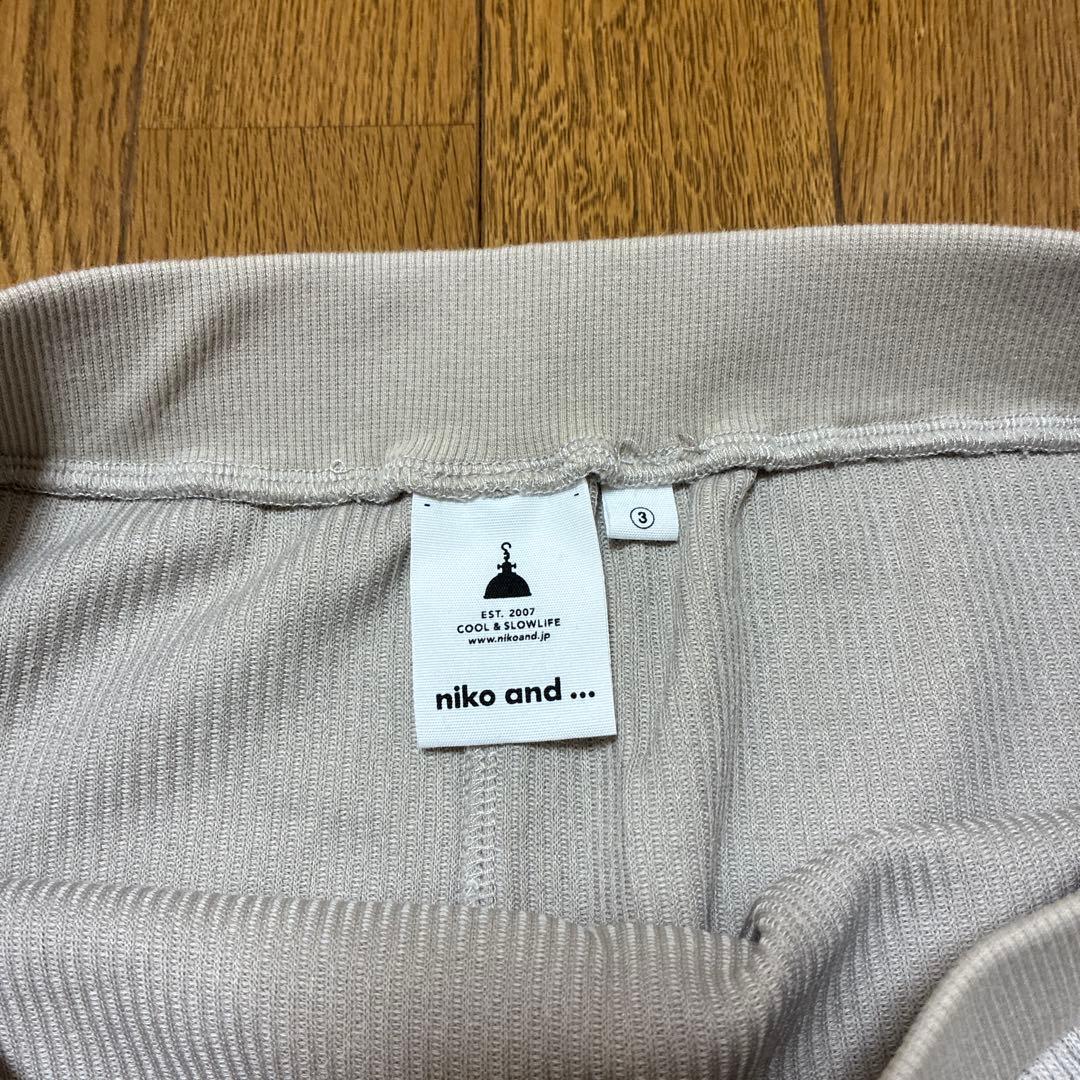 EST. 2007
COOL & SLOWLIFE
www.nikoand.jp
niko and ...
③